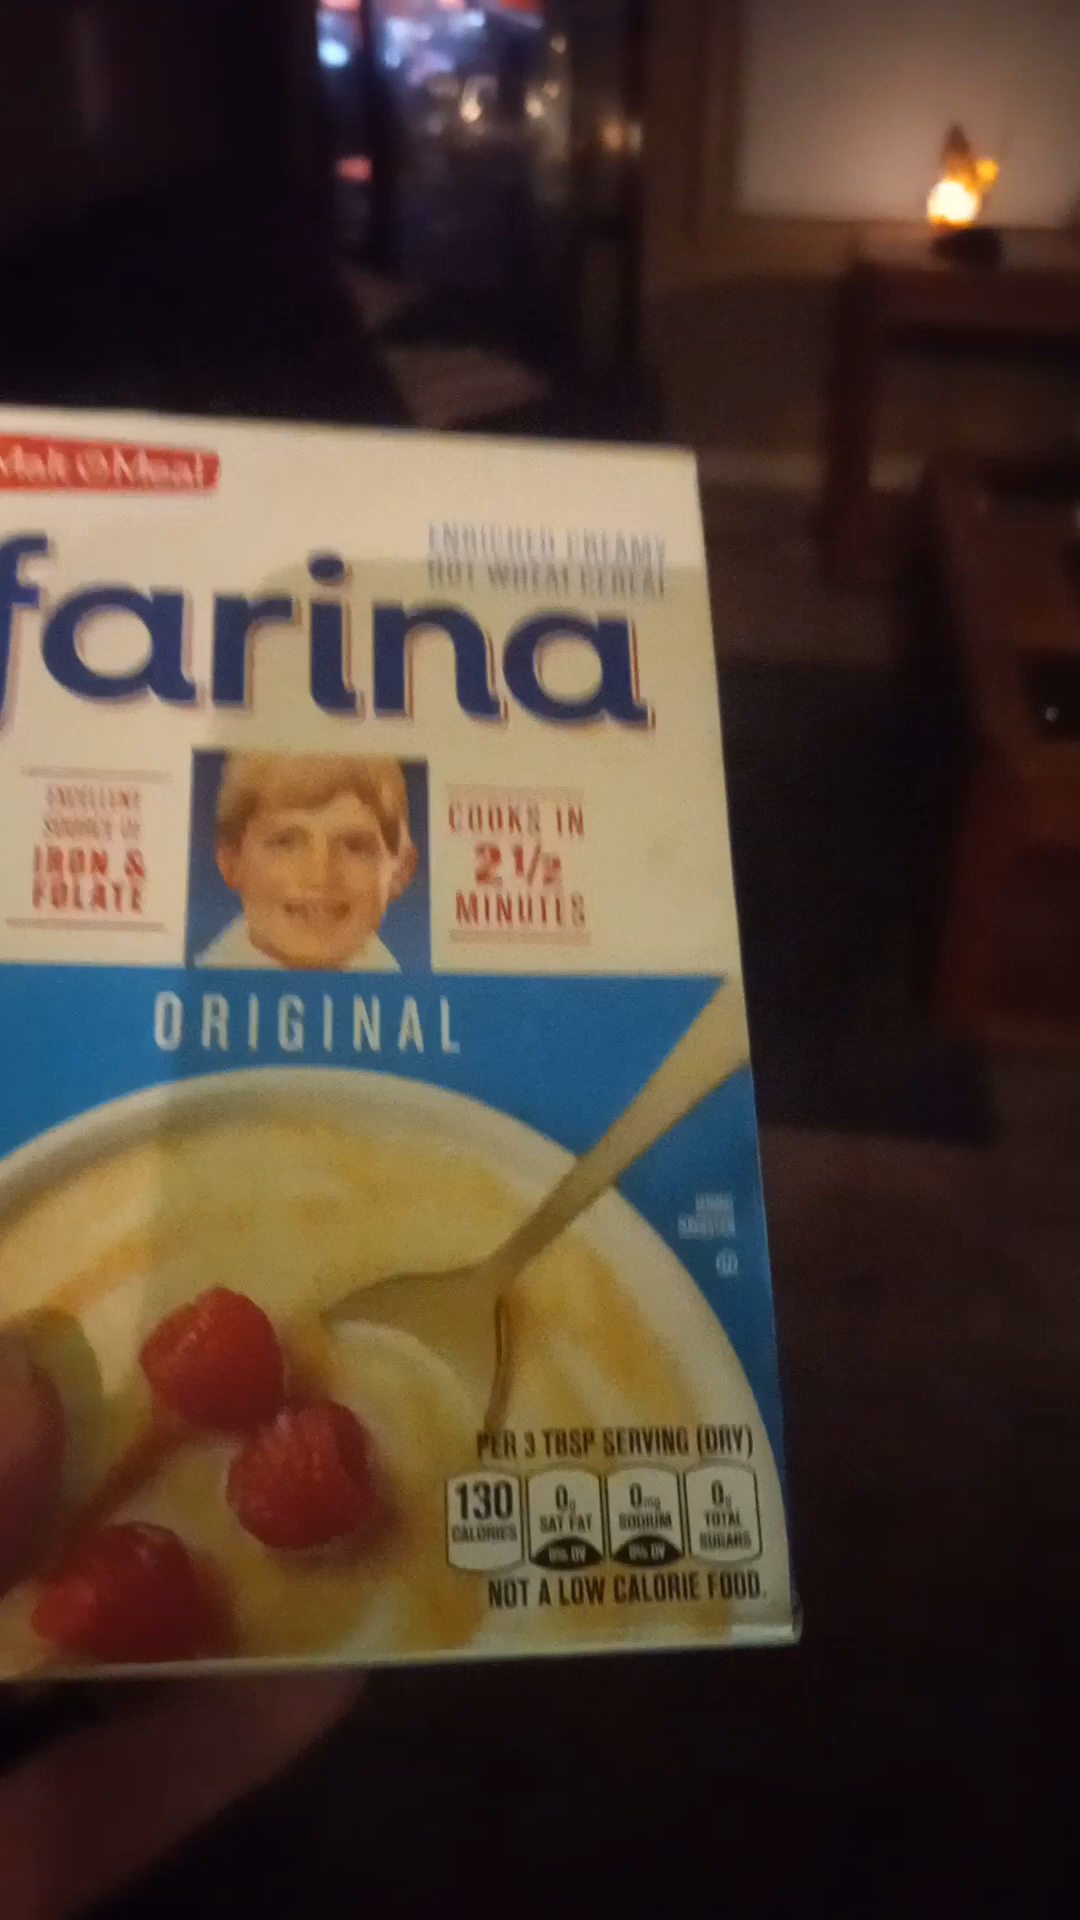 Malt O Meal
farina
ENRICHED CREAMY
HOT WHEAT CEREAL
EXCELLENT
SOURCE OF
IRON &
FOLATE
COOKS IN
2 1/2
MINUTES
ORIGINAL
PER 3 TBSP SERVING (DRY)
130
CALORIES
0g
SAT FAT
0% DV
0mg
SODIUM
0% DV
0g
TOTAL
SUGARS
NOT A LOW CALORIE FOOD.